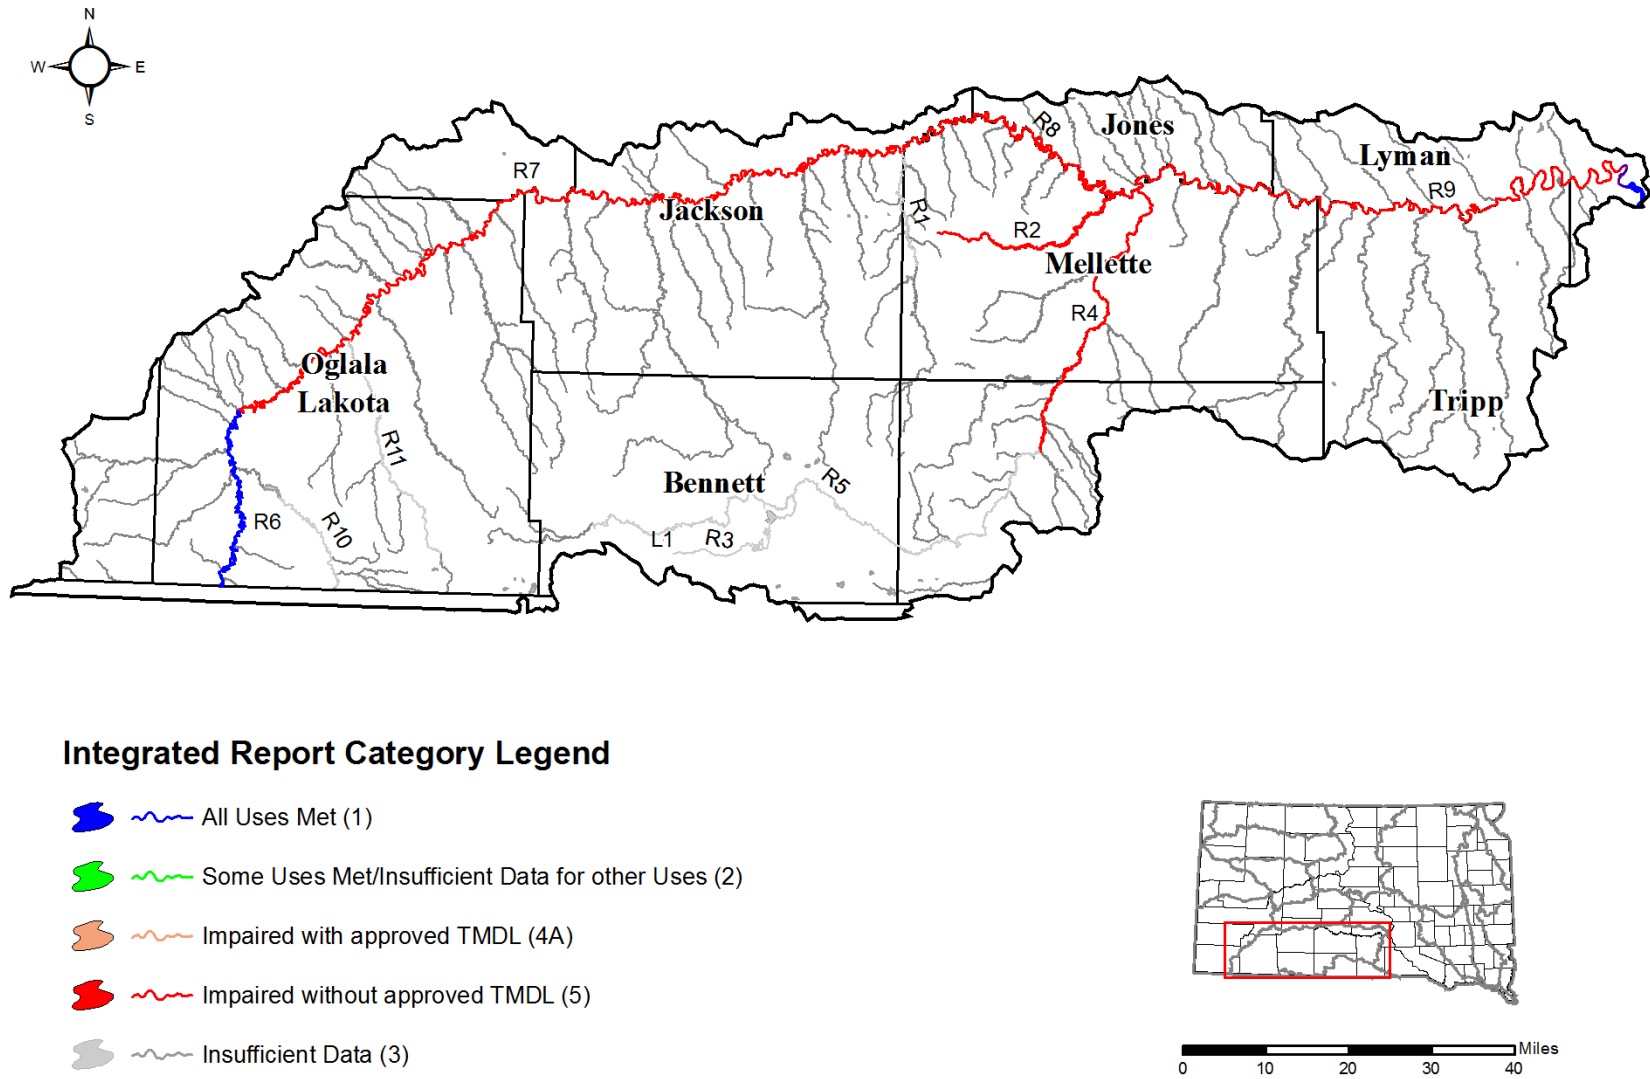 N
W E
S
R8
Jones
Lyman
R7
R9
Jackson
R1
R2
Mellette
R4
Oglala
Lakota
Tripp
R11
Bennett
R5
R6
R10
L1
R3
Integrated Report Category Legend
All Uses Met (1)
Some Uses Met/Insufficient Data for other Uses (2)
Impaired with approved TMDL (4A)
Impaired without approved TMDL (5)
Insufficient Data (3)
Miles
0 10 20 30 40